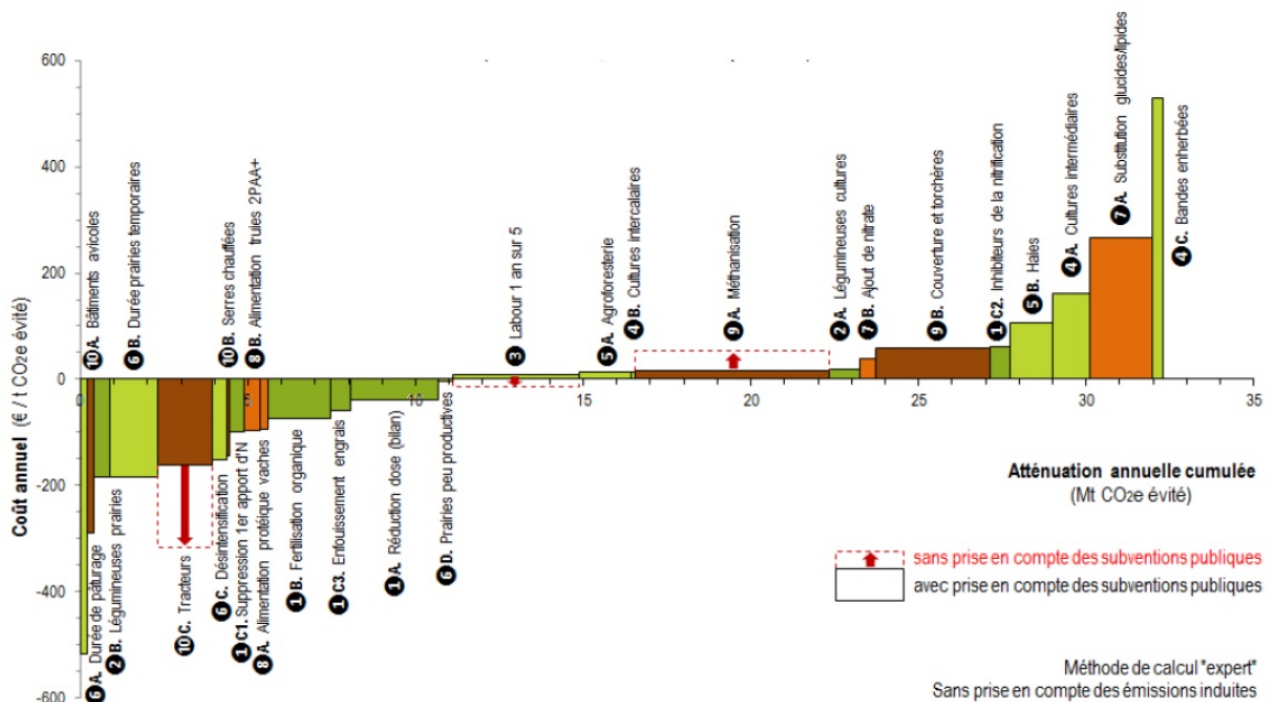 600
400
200
0
-200
-400
-600
Coût annuel (€ / t CO2e évité)
0
5
10
15
20
25
30
35
6 A. Durée de pâturage
10 A. Bâtiments avicoles
2 B. Légumineuses prairies
6 B. Durée prairies temporaires
10 C. Tracteurs
6 C. Désintensification
10 B. Serres chauffées
1 C1. Suppression 1er apport d'N
8 B. Alimentation truies 2PAA+
8 A. Alimentation protéique vaches
1 B. Fertilisation organique
1 C3. Enfouissement engrais
1 A. Réduction dose (bilan)
6 D. Prairies peu productives
3 Labour 1 an sur 5
5 A. Agroforesterie
4 B. Cultures intercalaires
9 A. Méthanisation
2 A. Légumineuses cultures
7 B. Ajout de nitrate
9 B. Couverture et torchères
1 C2. Inhibiteurs de la nitrification
5 B. Haies
4 A. Cultures intermédiaires
7 A. Substitution glucides/lipides
4 C. Bandes enherbées
Atténuation annuelle cumulée
(Mt CO2e évité)
sans prise en compte des subventions publiques
avec prise en compte des subventions publiques
Méthode de calcul "expert"
Sans prise en compte des émissions induites